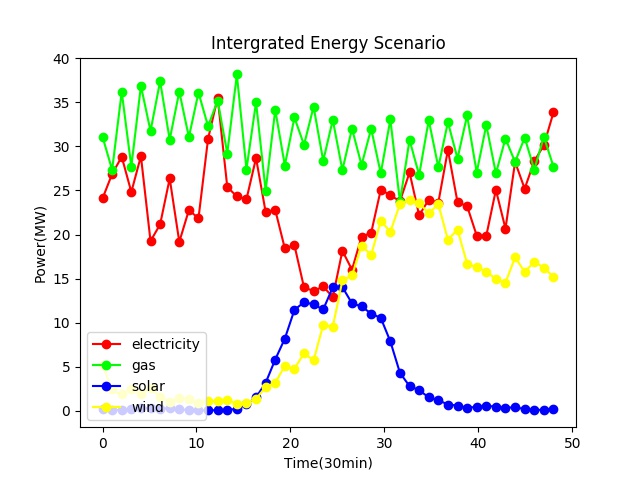 Intergrated Energy Scenario
Power(MW)
40
35
30
25
20
15
10
5
0
electricity
gas
solar
wind
0 10 20 30 40 50
Time(30min)